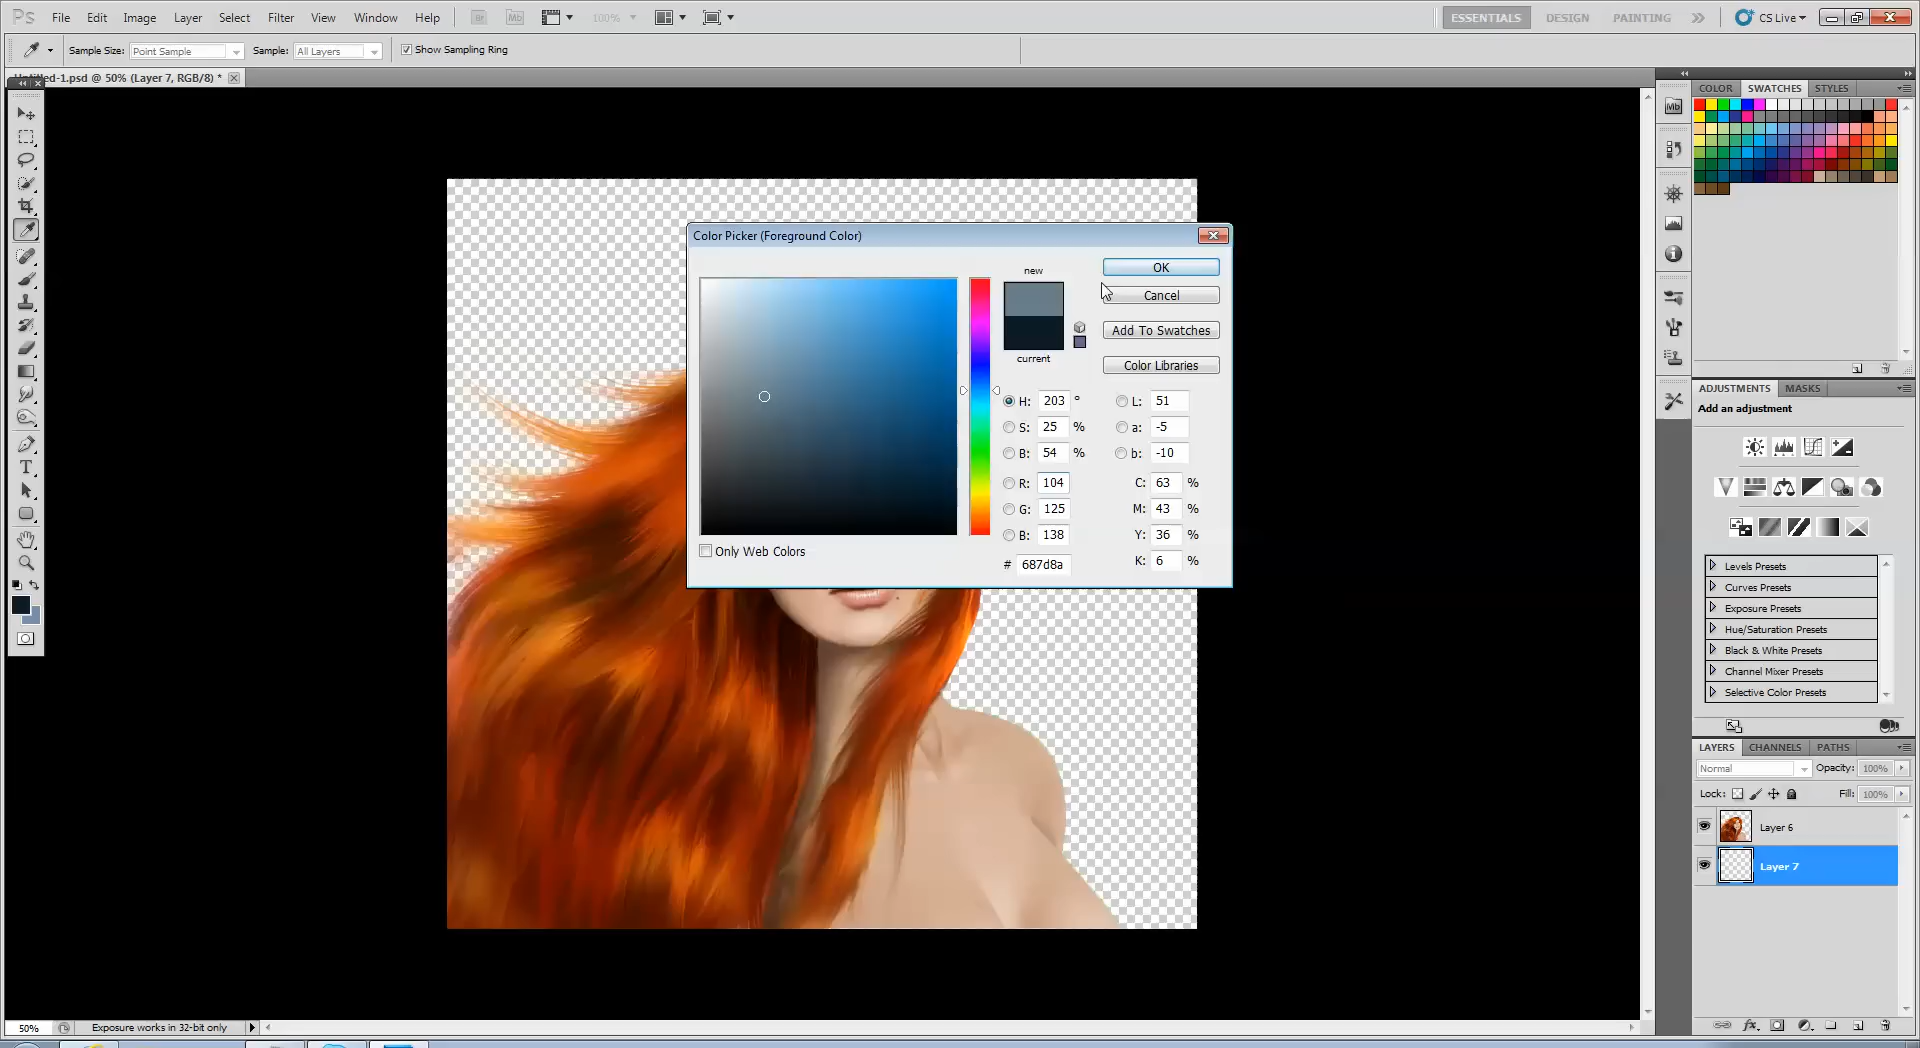 Ps File Edit Image Layer Select Filter View Window Help Br Mb 100% ESSENTIALS DESIGN PAINTING CS Live
Sample Size: Point Sample Sample: All Layers Show Sampling Ring
Untitled-1.psd @ 50% (Layer 7, RGB/8) *
COLOR SWATCHES STYLES
Mb
Color Picker (Foreground Color)
new
OK
Cancel
Add To Swatches
current
Color Libraries
H: 203 ° L: 51
S: 25 % a: -5
B: 54 % b: -10
R: 104 C: 63 %
G: 125 M: 43 %
B: 138 Y: 36 %
# 687d8a K: 6 %
Only Web Colors
ADJUSTMENTS MASKS
Add an adjustment
Levels Presets
Curves Presets
Exposure Presets
Hue/Saturation Presets
Black & White Presets
Channel Mixer Presets
Selective Color Presets
LAYERS CHANNELS PATHS
Normal Opacity: 100%
Lock: Fill: 100%
Layer 6
Layer 7
50% Exposure works in 32-bit only